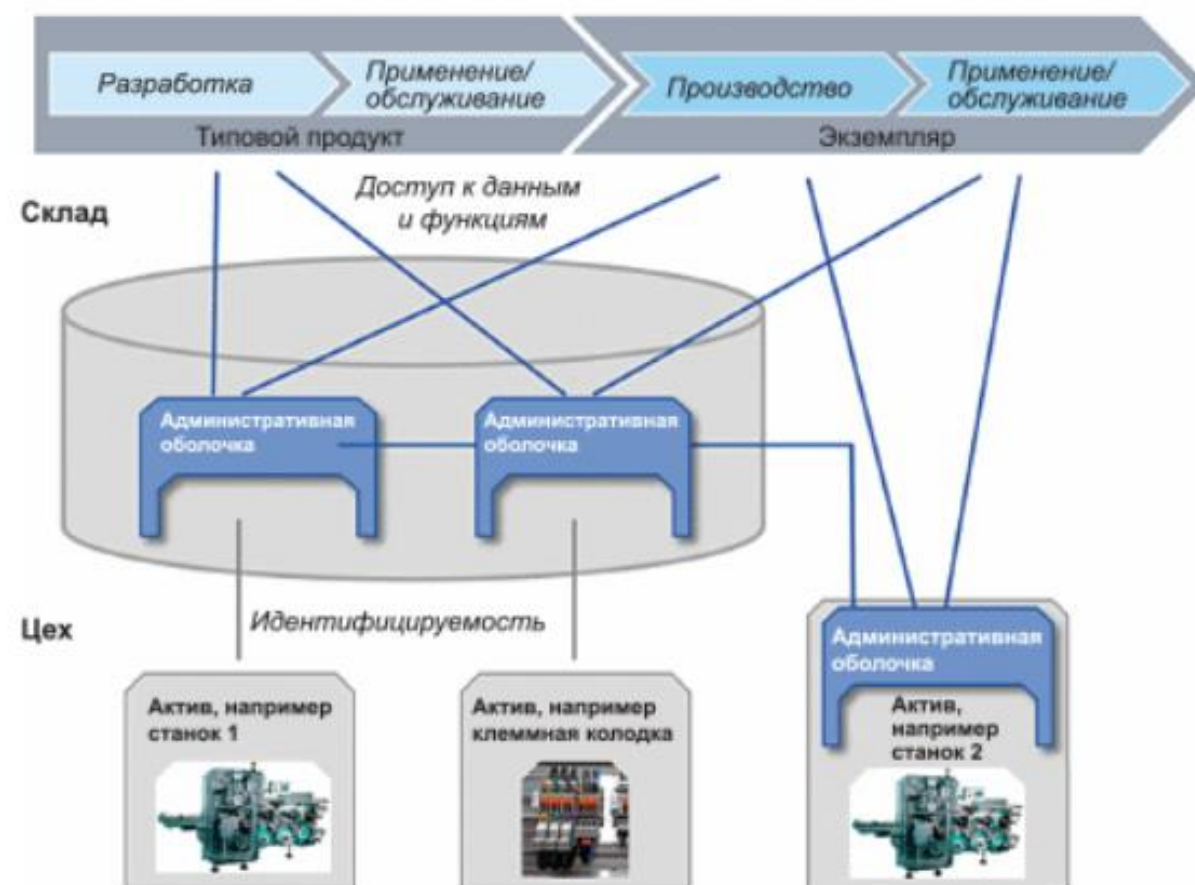 Разработка
Применение/
обслуживание
Производство
Применение/
обслуживание
Типовой продукт
Экземпляр
Доступ к данным
и функциям
Склад
Административная
оболочка
Административная
оболочка
Идентифицируемость
Цех
Административная
оболочка
Актив, например
станок 1
Актив, например
клеммная колодка
Актив,
например
станок 2